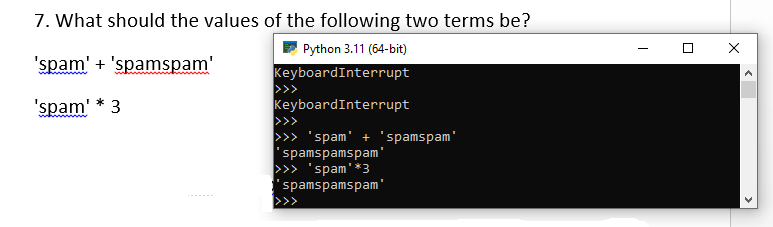 7. What should the values of the following two terms be?
'spam' + 'spamspam'
'spam' * 3
Python 3.11 (64-bit)
KeyboardInterrupt
>>>
KeyboardInterrupt
>>>
>>> 'spam' + 'spamspam'
'spamspamspam'
>>> 'spam'*3
'spamspamspam'
>>>